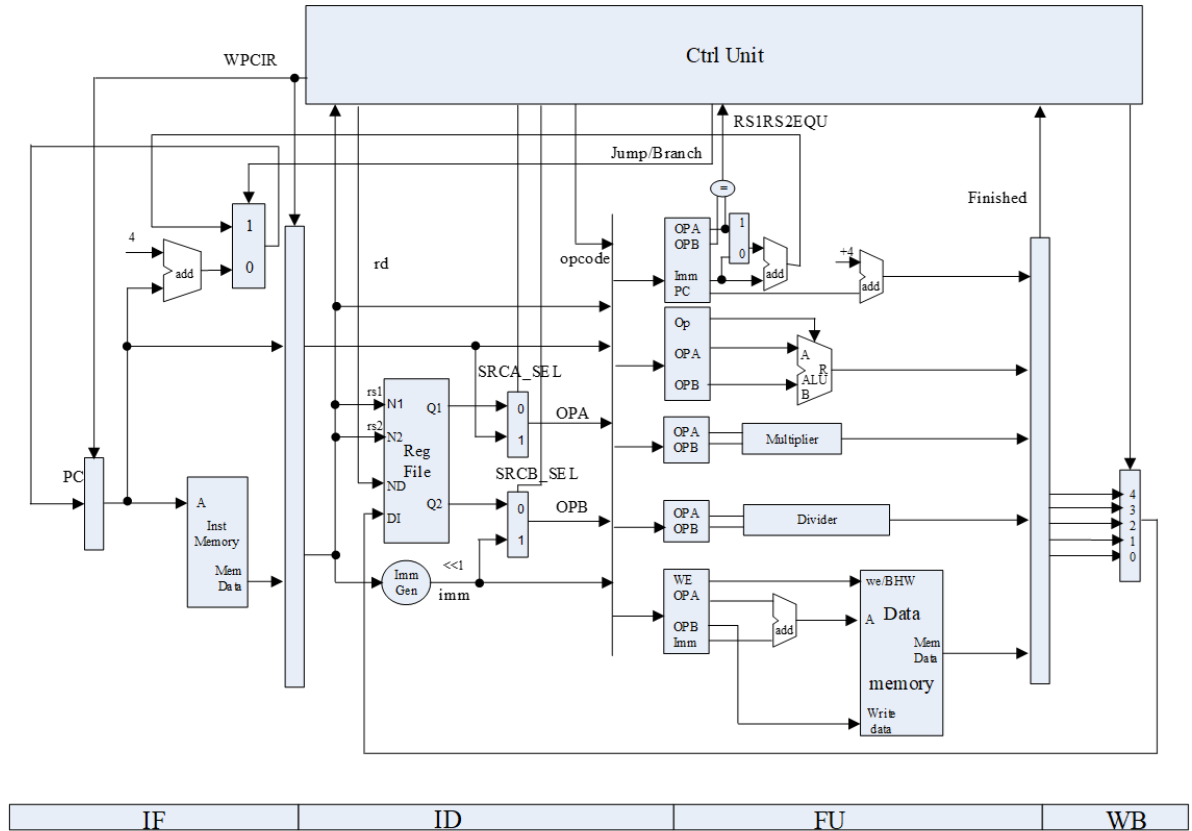 Ctrl Unit
WPCIR
RS1RS2EQU
Jump/Branch
Finished
=
1
0
4
add
rd
opcode
OPA
OPB
Imm
PC
1
0
add
+4
add
Op
OPA
OPB
A
R
ALU
B
SRCA_SEL
rs1
N1
Q1
rs2
N2
Reg
File
ND
Q2
DI
0
1
OPA
SRCB_SEL
0
1
OPB
OPA
OPB
Multiplier
OPA
OPB
Divider
PC
A
Inst
Memory
Mem
Data
Imm
Gen
<<1
imm
WE
OPA
OPB
Imm
add
we/BHW
A
Data
Mem
Data
memory
Write
data
4
3
2
1
0
IF
ID
FU
WB